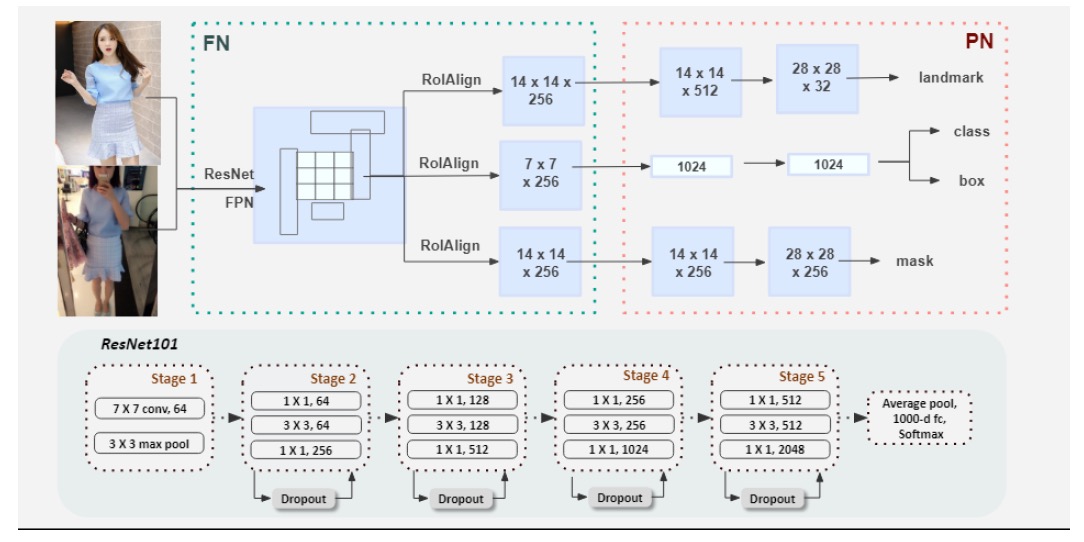 FN
PN
ResNet
FPN
RoIAlign
14 x 14 x
256
14 x 14
x 512
28 x 28
x 32
landmark
RoIAlign
7 x 7
x 256
1024
1024
class
box
RoIAlign
14 x 14
x 256
14 x 14
x 256
28 x 28
x 256
mask
ResNet101
Stage 1
7 X 7 conv, 64
3 X 3 max pool
Stage 2
1 X 1, 64
3 X 3, 64
1 X 1, 256
Dropout
Stage 3
1 X 1, 128
3 X 3, 128
1 X 1, 512
Dropout
Stage 4
1 X 1, 256
3 X 3, 256
1 X 1, 1024
Dropout
Stage 5
1 X 1, 512
3 X 3, 512
1 X 1, 2048
Dropout
Average pool,
1000-d fc,
Softmax